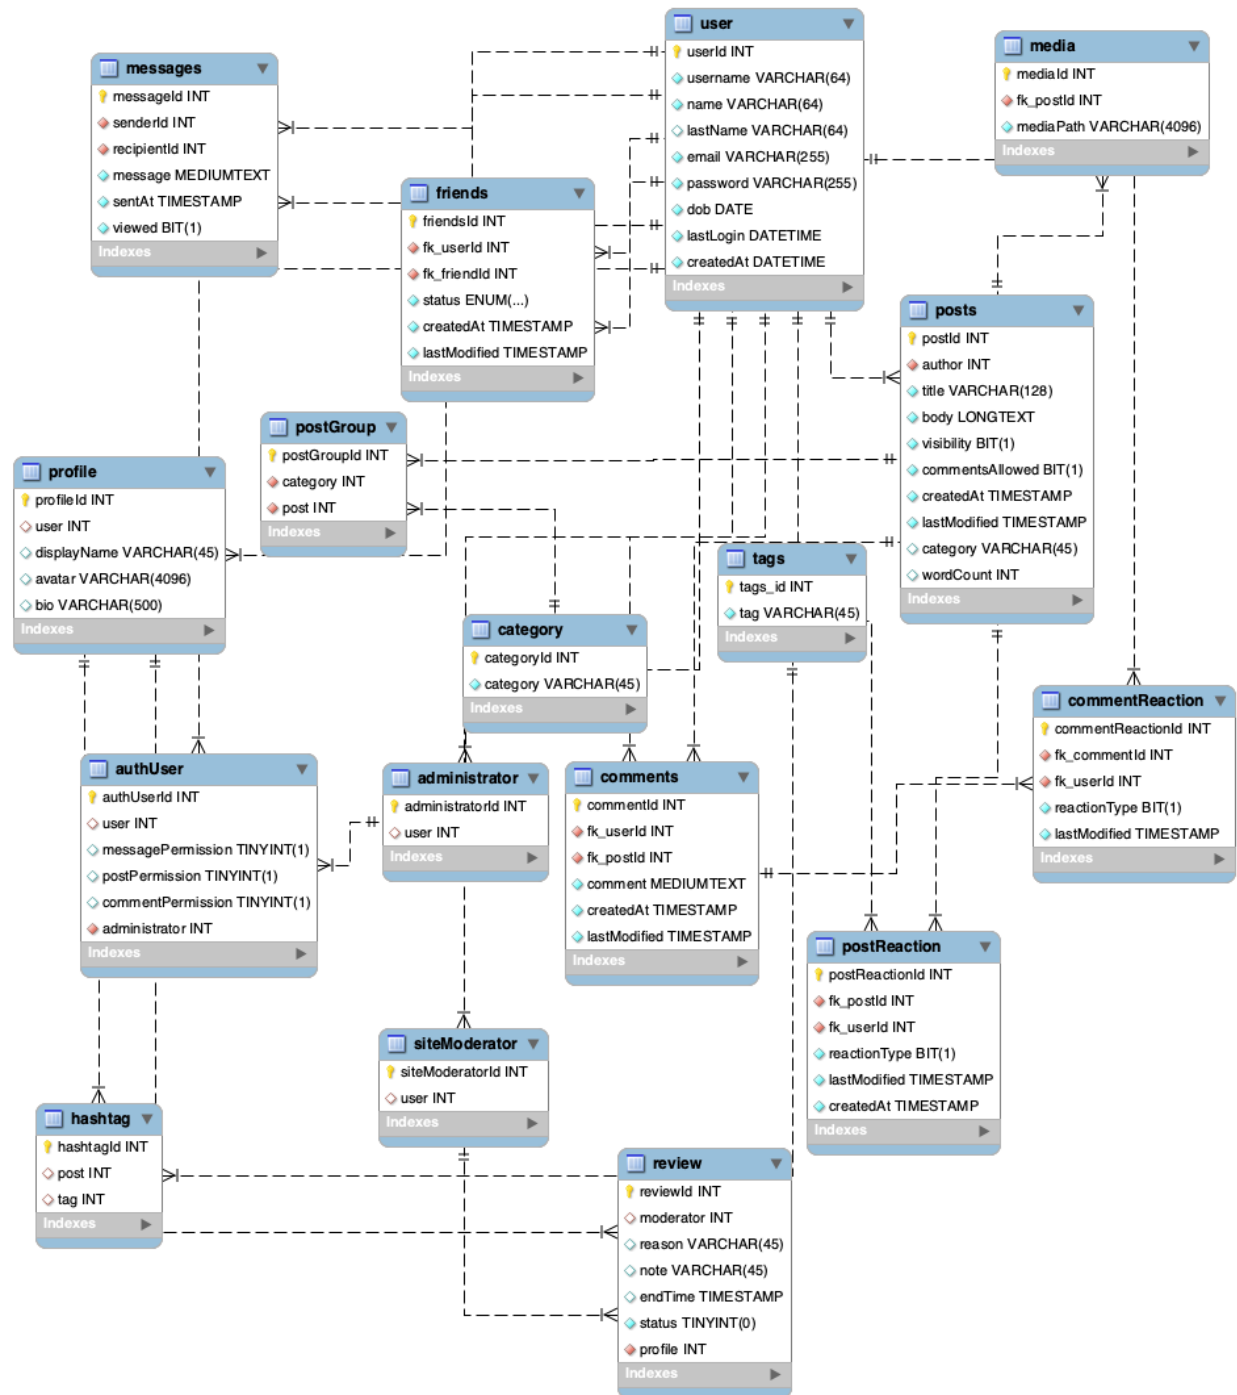 user
userId INT
username VARCHAR(64)
name VARCHAR(64)
lastName VARCHAR(64)
email VARCHAR(255)
password VARCHAR(255)
dob DATE
lastLogin DATETIME
createdAt DATETIME
Indexes
media
mediaId INT
fk_postId INT
mediaPath VARCHAR(4096)
Indexes
messages
messageId INT
senderId INT
recipientId INT
message MEDIUMTEXT
sentAt TIMESTAMP
viewed BIT(1)
Indexes
friends
friendsId INT
fk_userId INT
fk_friendId INT
status ENUM(...)
createdAt TIMESTAMP
lastModified TIMESTAMP
Indexes
posts
postId INT
author INT
title VARCHAR(128)
body LONGTEXT
visibility BIT(1)
commentsAllowed BIT(1)
createdAt TIMESTAMP
lastModified TIMESTAMP
category VARCHAR(45)
wordCount INT
Indexes
postGroup
postGroupId INT
category INT
post INT
Indexes
profile
profileId INT
user INT
displayName VARCHAR(45)
avatar VARCHAR(4096)
bio VARCHAR(500)
Indexes
tags
tags_id INT
tag VARCHAR(45)
Indexes
category
categoryId INT
category VARCHAR(45)
Indexes
commentReaction
commentReactionId INT
fk_commentId INT
fk_userId INT
reactionType BIT(1)
lastModified TIMESTAMP
Indexes
authUser
authUserId INT
user INT
messagePermission TINYINT(1)
postPermission TINYINT(1)
commentPermission TINYINT(1)
administrator INT
Indexes
administrator
administratorId INT
user INT
Indexes
comments
commentId INT
fk_userId INT
fk_postId INT
comment MEDIUMTEXT
createdAt TIMESTAMP
lastModified TIMESTAMP
Indexes
postReaction
postReactionId INT
fk_postId INT
fk_userId INT
reactionType BIT(1)
lastModified TIMESTAMP
createdAt TIMESTAMP
Indexes
siteModerator
siteModeratorId INT
user INT
Indexes
hashtag
hashtagId INT
post INT
tag INT
Indexes
review
reviewId INT
moderator INT
reason VARCHAR(45)
note VARCHAR(45)
endTime TIMESTAMP
status TINYINT(0)
profile INT
Indexes